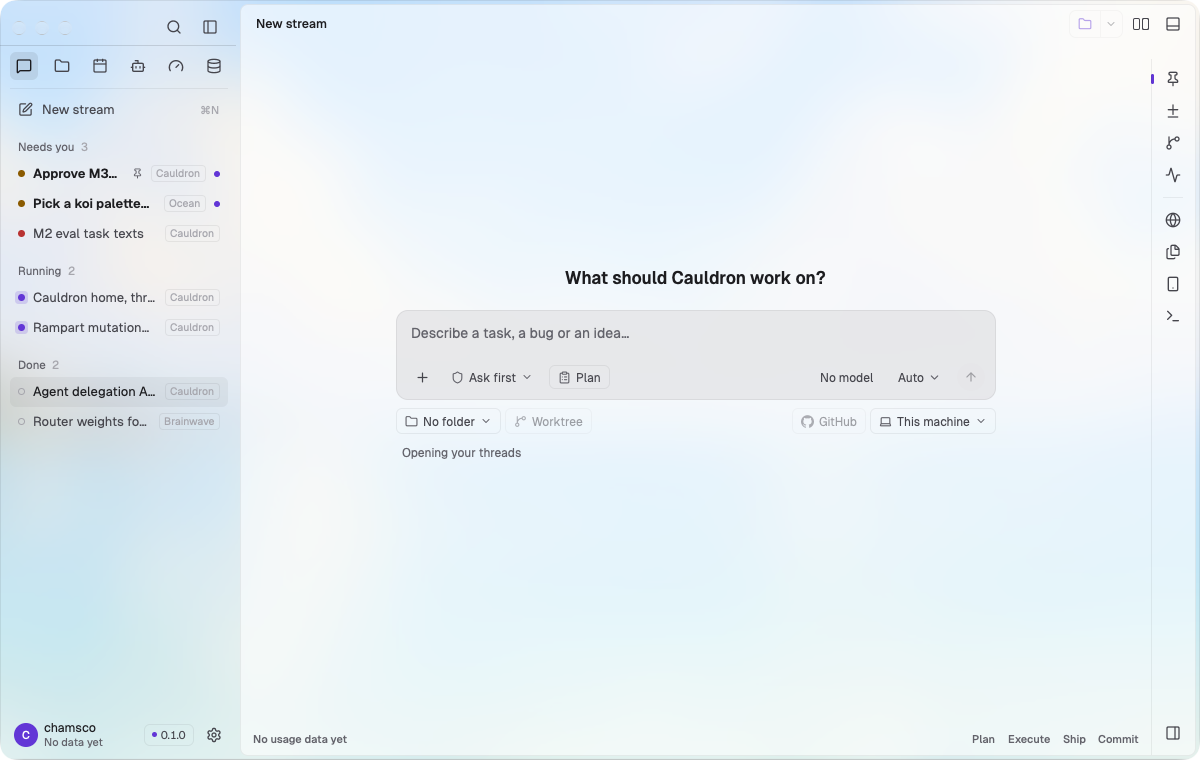 New stream
New stream ⌘N
Needs you 3
Approve M3... Cauldron
Pick a koi palette... Ocean
M2 eval task texts Cauldron
Running 2
Cauldron home, thr... Cauldron
Rampart mutation... Cauldron
Done 2
Agent delegation A... Cauldron
Router weights fo... Brainwave
What should Cauldron work on?
Describe a task, a bug or an idea...
Ask first Plan No model Auto
No folder Worktree GitHub This machine
Opening your threads
C chamsco
No data yet
0.1.0
No usage data yet Plan Execute Ship Commit